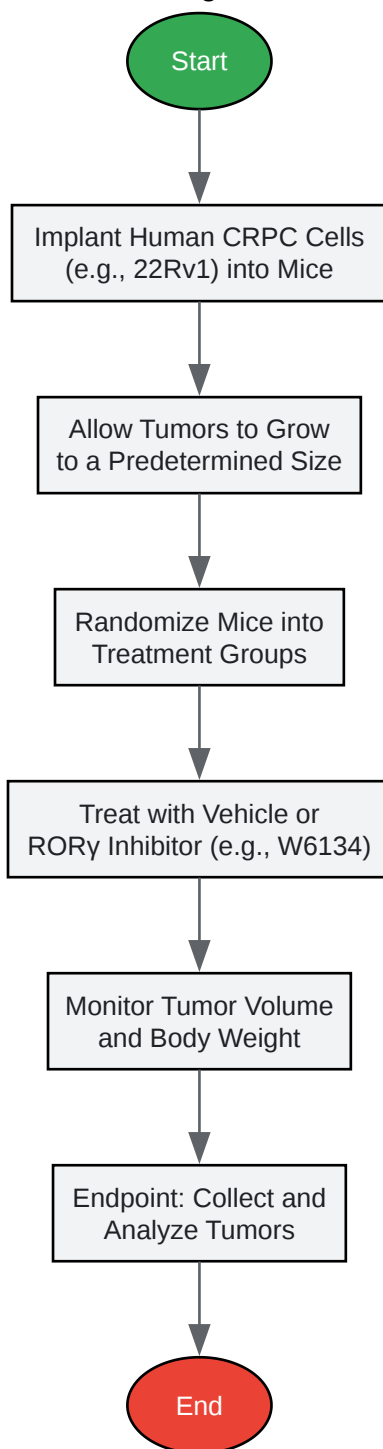 Start
Implant Human CRPC Cells
(e.g., 22Rv1) into Mice
Allow Tumors to Grow
to a Predetermined Size
Randomize Mice into
Treatment Groups
Treat with Vehicle or
RORγ Inhibitor (e.g., W6134)
Monitor Tumor Volume
and Body Weight
Endpoint: Collect and
Analyze Tumors
End